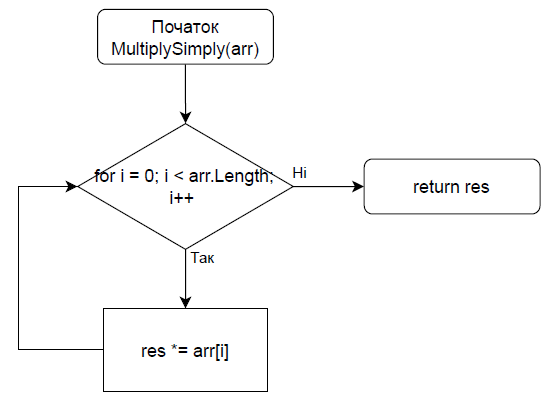 Початок
MultiplySimply(arr)
for i = 0; i < arr.Length;
i++
Ні
return res
Так
res *= arr[i]